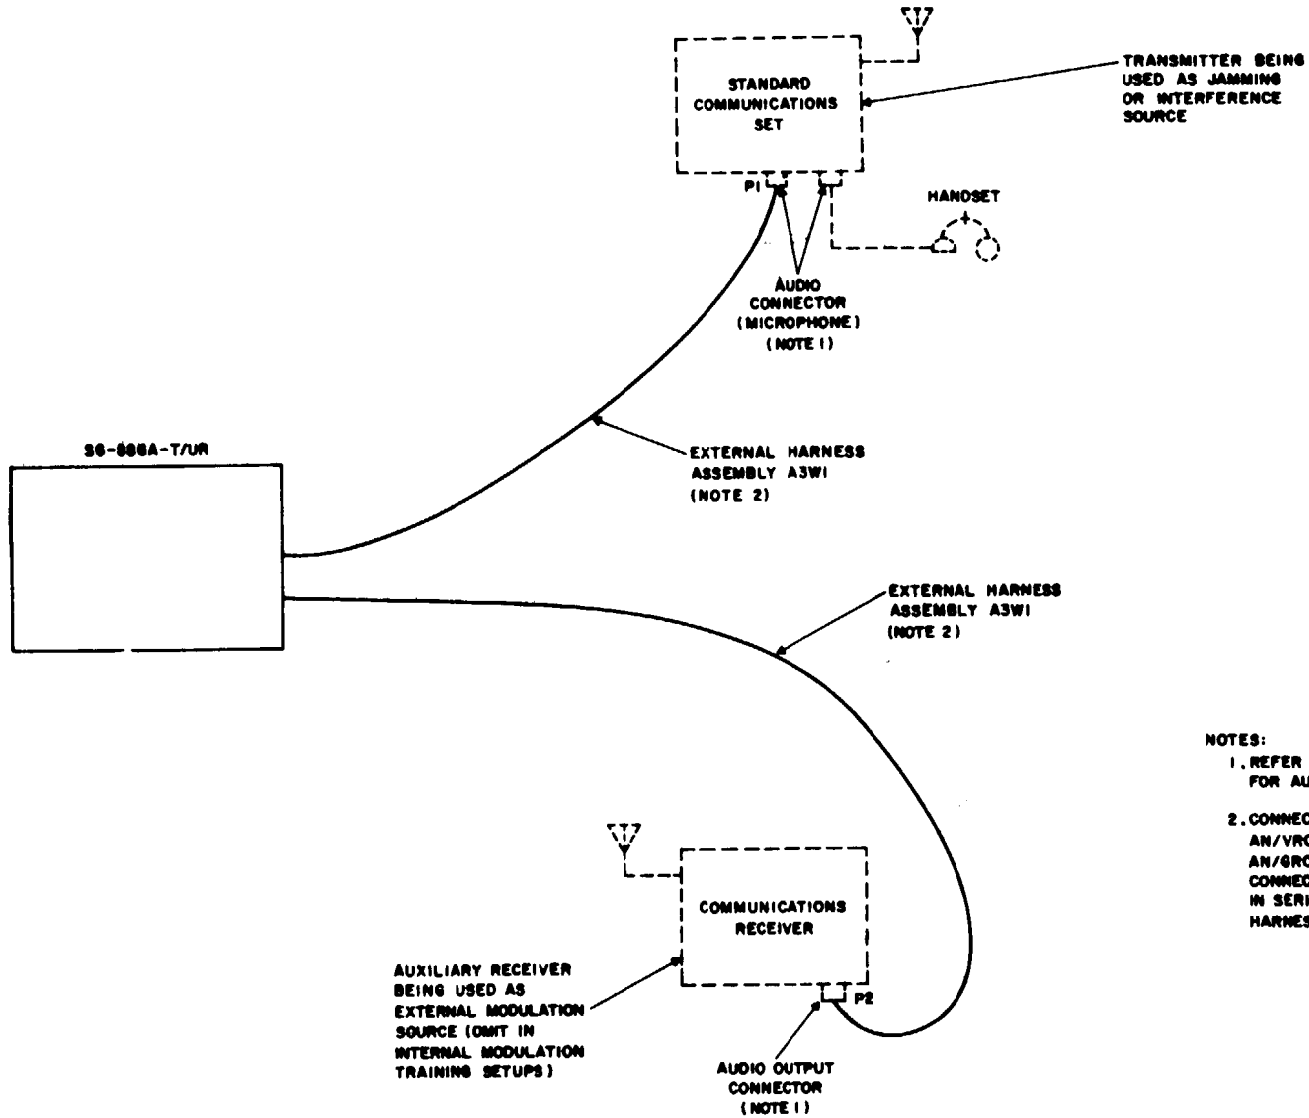 STANDARD
COMMUNICATIONS
SET
TRANSMITTER BEING
USED AS JAMMING
OR INTERFERENCE
SOURCE
P1
HANDSET
AUDIO
CONNECTOR
(MICROPHONE)
(NOTE 1)
EXTERNAL HARNESS
ASSEMBLY A3W1
(NOTE 2)
SG-886A-T/UR
EXTERNAL HARNESS
ASSEMBLY A3W1
(NOTE 2)
NOTES:
1. REFER
FOR AU
2. CONNEC
AN/VRC
AN/GRC
CONNEC
IN SERI
HARNES
COMMUNICATIONS
RECEIVER
P2
AUXILIARY RECEIVER
BEING USED AS
EXTERNAL MODULATION
SOURCE (OMIT IN
INTERNAL MODULATION
TRAINING SETUPS)
AUDIO OUTPUT
CONNECTOR
(NOTE 1)